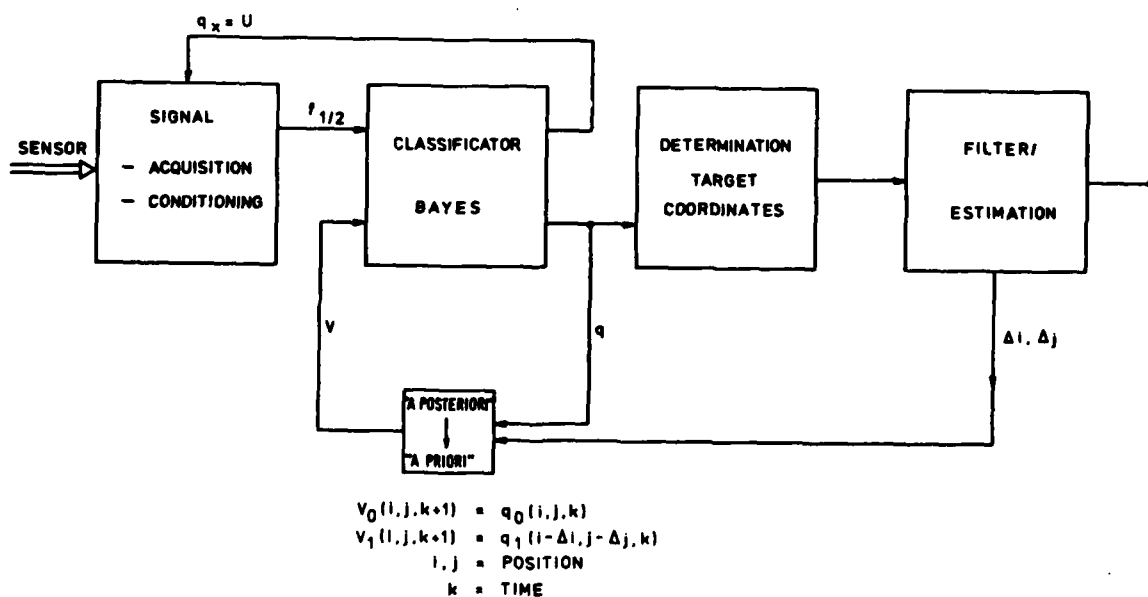 q x = U
SIGNAL
- ACQUISITION
- CONDITIONING
SENSOR
f 1/2
CLASSIFICATOR
BAYES
DETERMINATION
TARGET
COORDINATES
FILTER/
ESTIMATION
V
q
Δi, Δj
"A POSTERIORI"
"A PRIORI"
V0(i,j,k+1) = q0(i,j,k)
V1(i,j,k+1) = q1(i-Δi,j-Δj,k)
i,j = POSITION
k = TIME